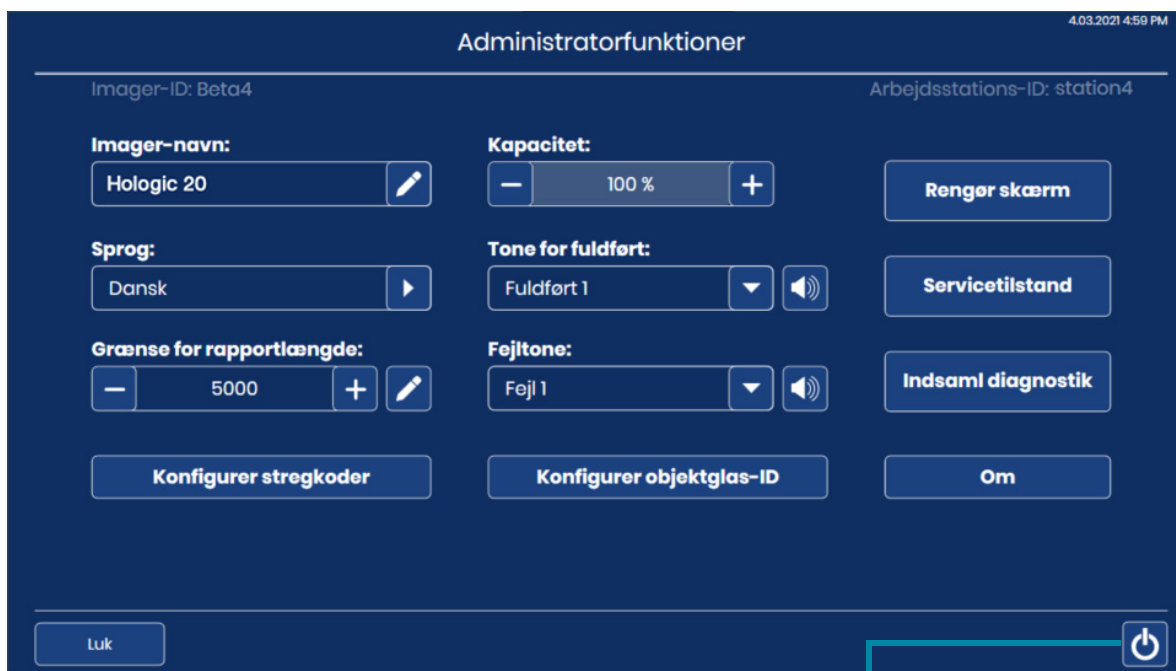 4.03.2021 4:59 PM
Administratorfunktioner
Imager-ID: Beta4
Arbejdsstations-ID: station4
Imager-navn:
Hologic 20
Kapacitet:
100 %
Rengør skærm
Sprog:
Dansk
Tone for fuldført:
Fuldført 1
Servicetilstand
Grænse for rapportlængde:
5000
Fejltone:
Fejl 1
Indsaml diagnostik
Konfigurer stregkoder
Konfigurer objektglas-ID
Om
Luk